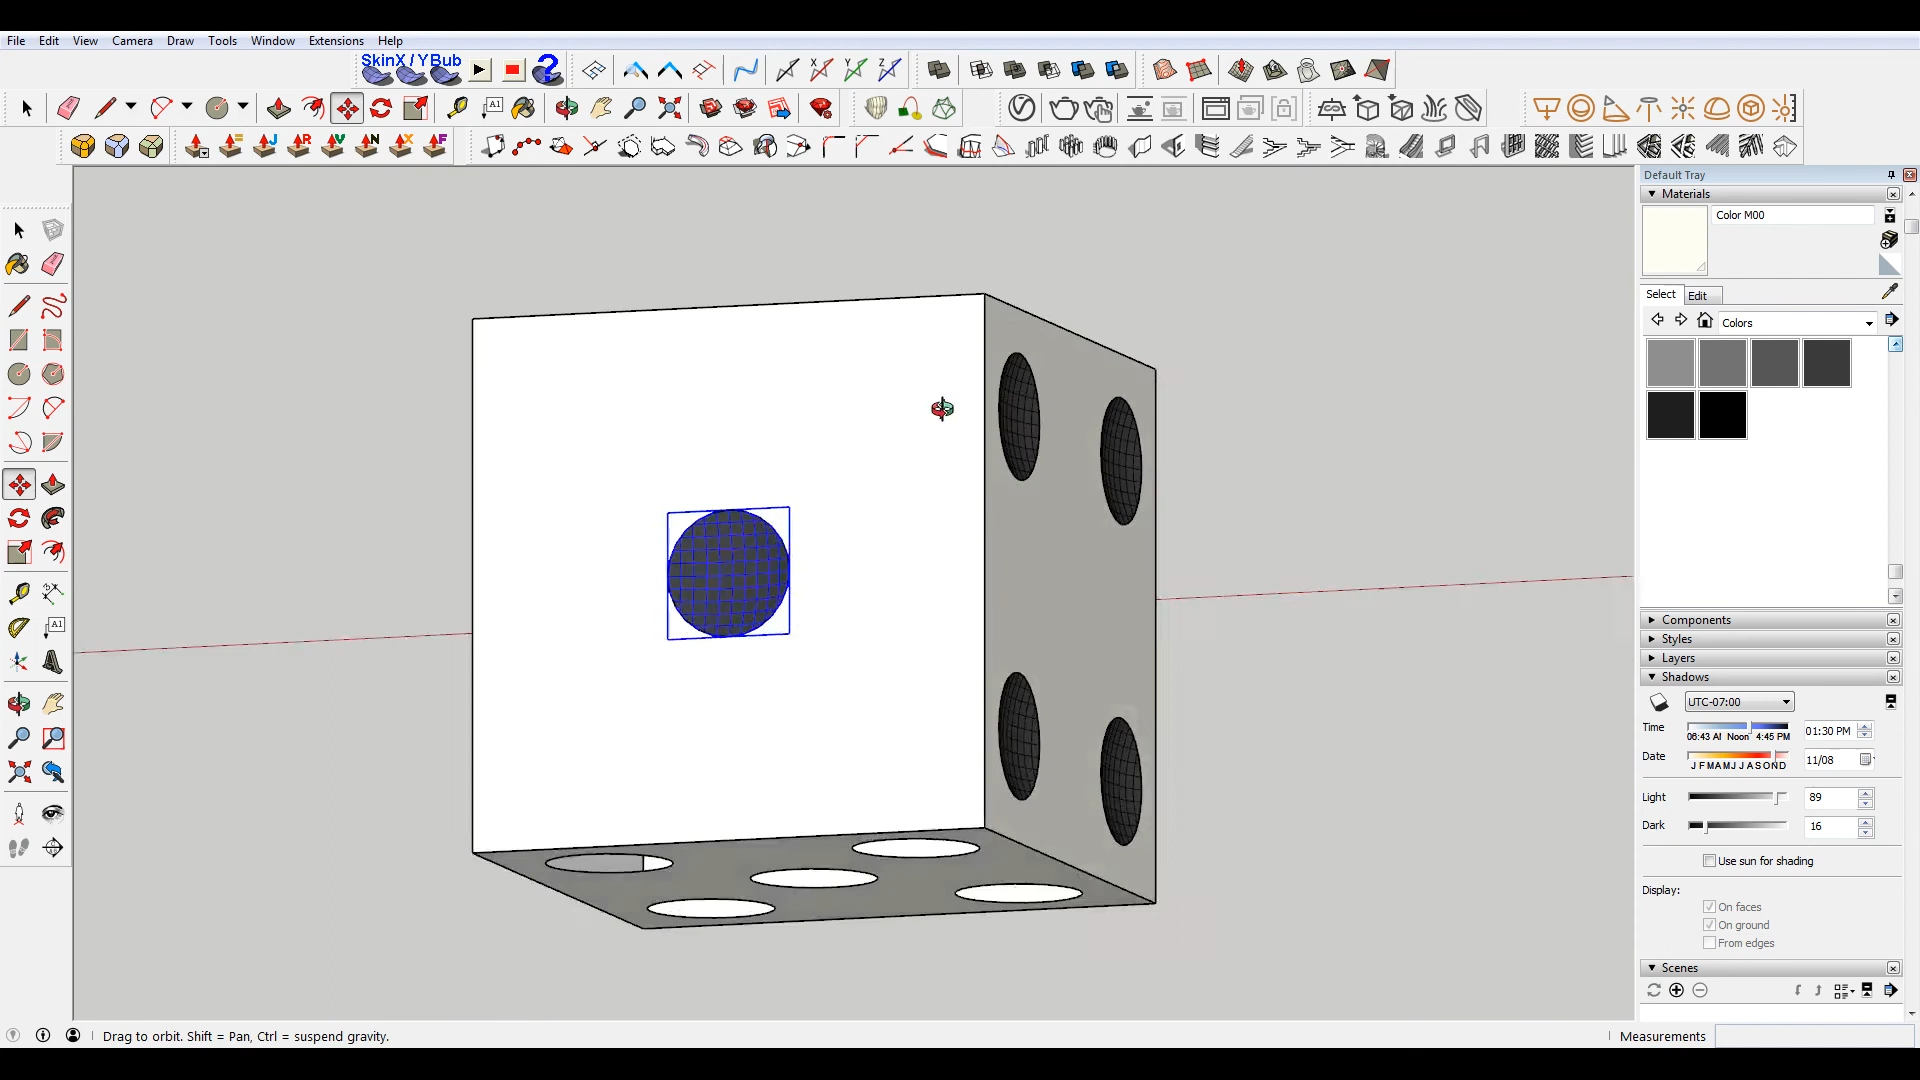 File Edit View Camera Draw Tools Window Extensions Help
SkinX / YBub
?
X Y Z
A1
J R V N X F
Default Tray
Materials
Color M00
Select Edit
Colors
A1
Components
Styles
Layers
Shadows
UTC-07:00
Time
06:43 AI Noon 4:45 PM
01:30 PM
Date
J F M A M J J A S O N D
11/08
Light
89
Dark
16
Use sun for shading
Display:
On faces
On ground
From edges
Scenes
Drag to orbit. Shift = Pan, Ctrl = suspend gravity.
Measurements